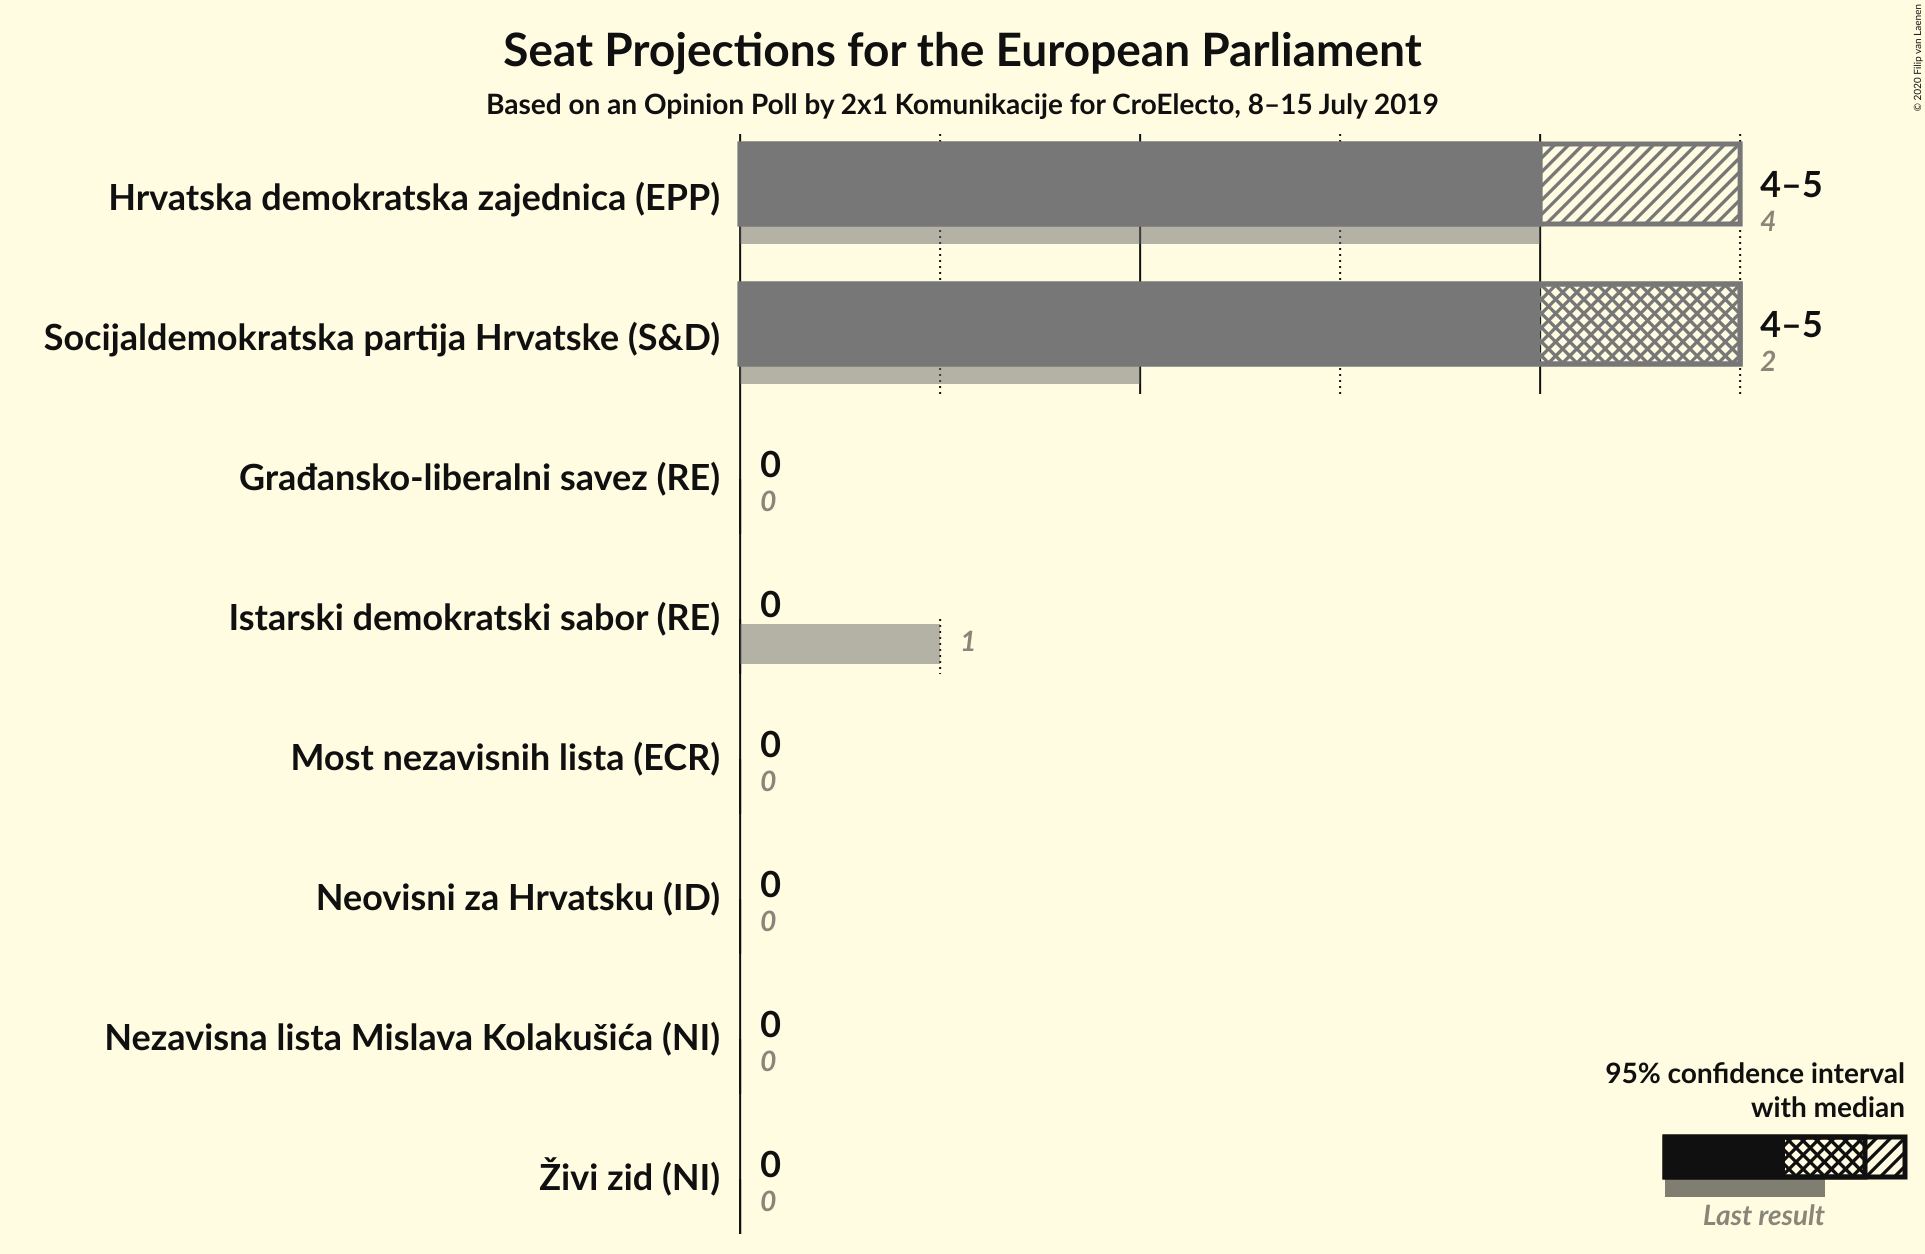 Seat Projections for the European Parliament
Based on an Opinion Poll by 2x1 Komunikacije for CroElecto, 8–15 July 2019
© 2020 Filip van Laenen
Hrvatska demokratska zajednica (EPP)
4–5
4
Socijaldemokratska partija Hrvatske (S&D)
4–5
2
Građansko-liberalni savez (RE)
0
0
Istarski demokratski sabor (RE)
0
1
Most nezavisnih lista (ECR)
0
0
Neovisni za Hrvatsku (ID)
0
0
Nezavisna lista Mislava Kolakušića (NI)
0
0
Živi zid (NI)
0
0
95% confidence interval
with median
Last result